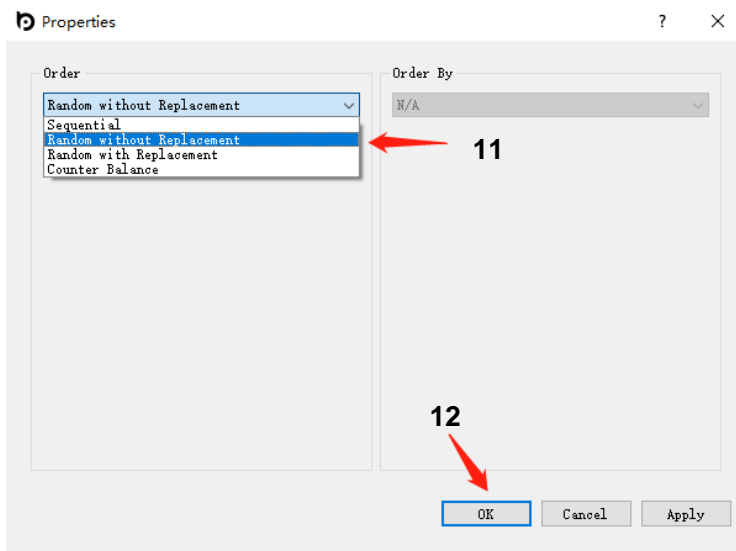 Properties
?
Order
Order By
Random without Replacement
N/A
Sequential
Random without Replacement
Random with Replacement
Counter Balance
11
12
OK
Cancel
Apply